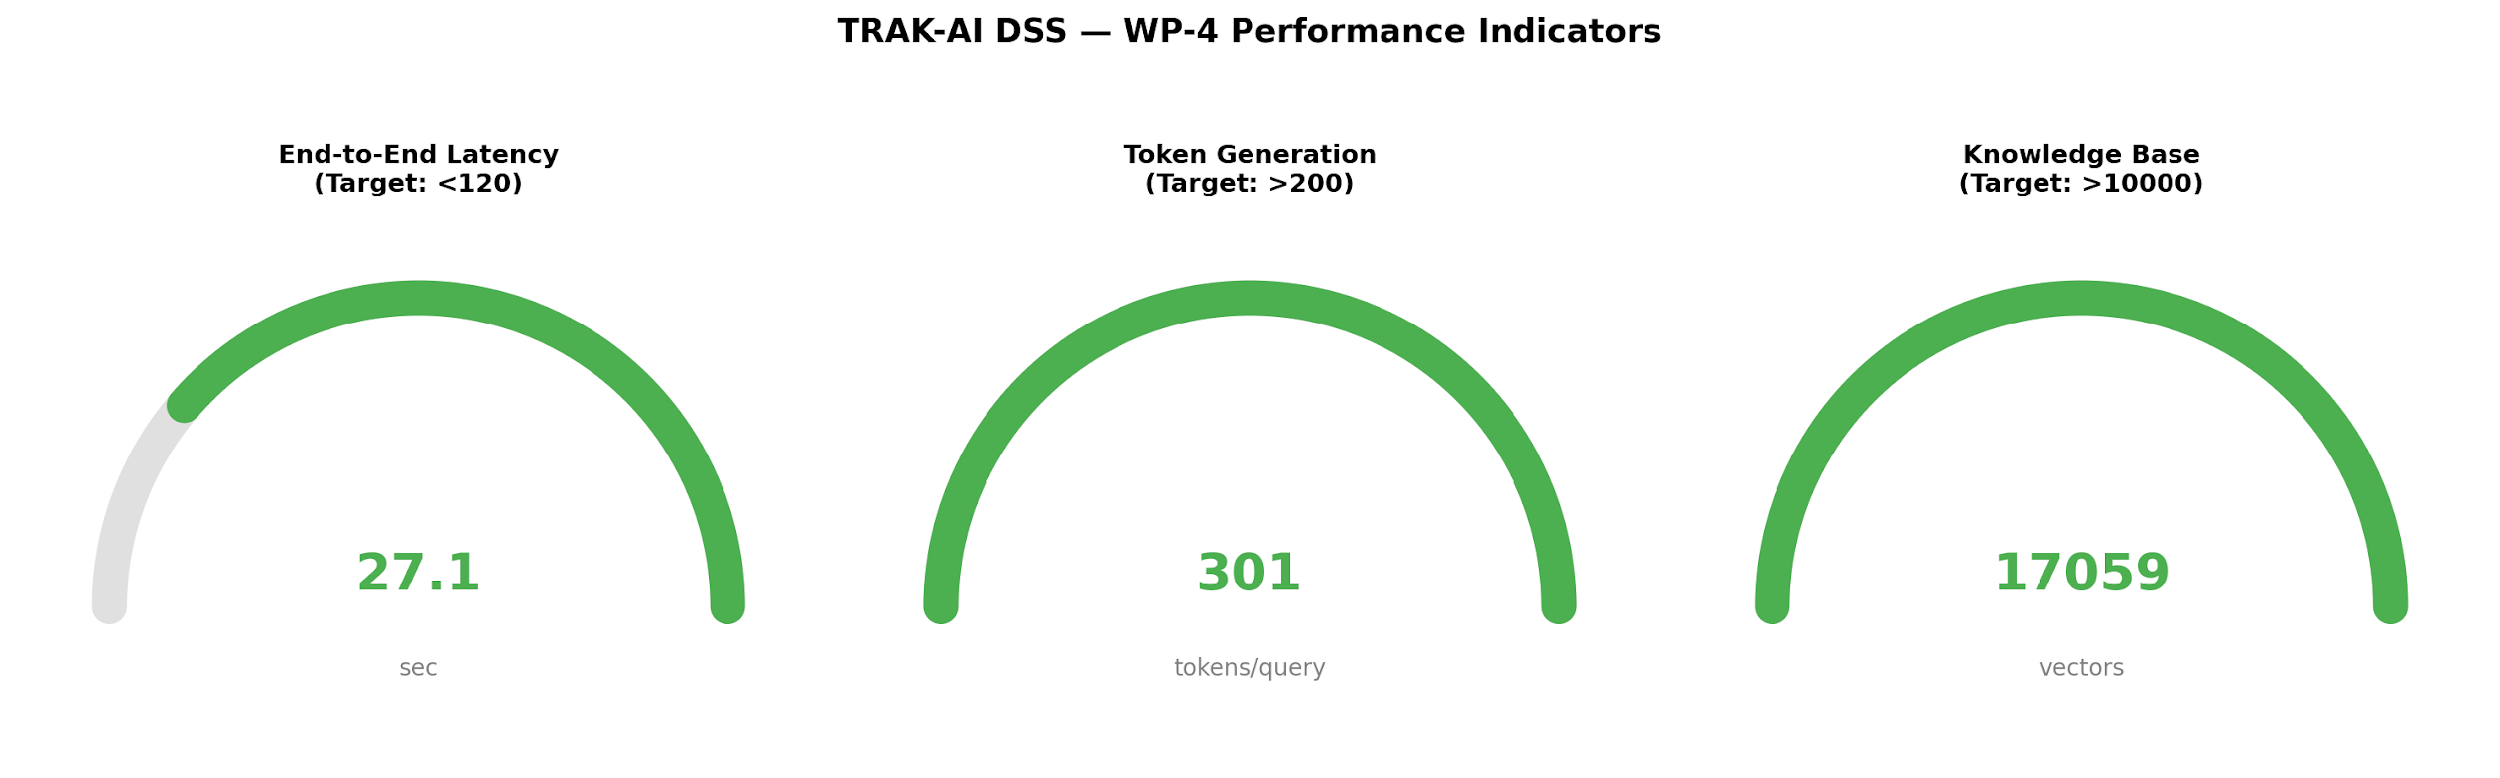 TRAK-AI DSS — WP-4 Performance Indicators
End-to-End Latency
(Target: <120)
27.1
sec
Token Generation
(Target: >200)
301
tokens/query
Knowledge Base
(Target: >10000)
17059
vectors